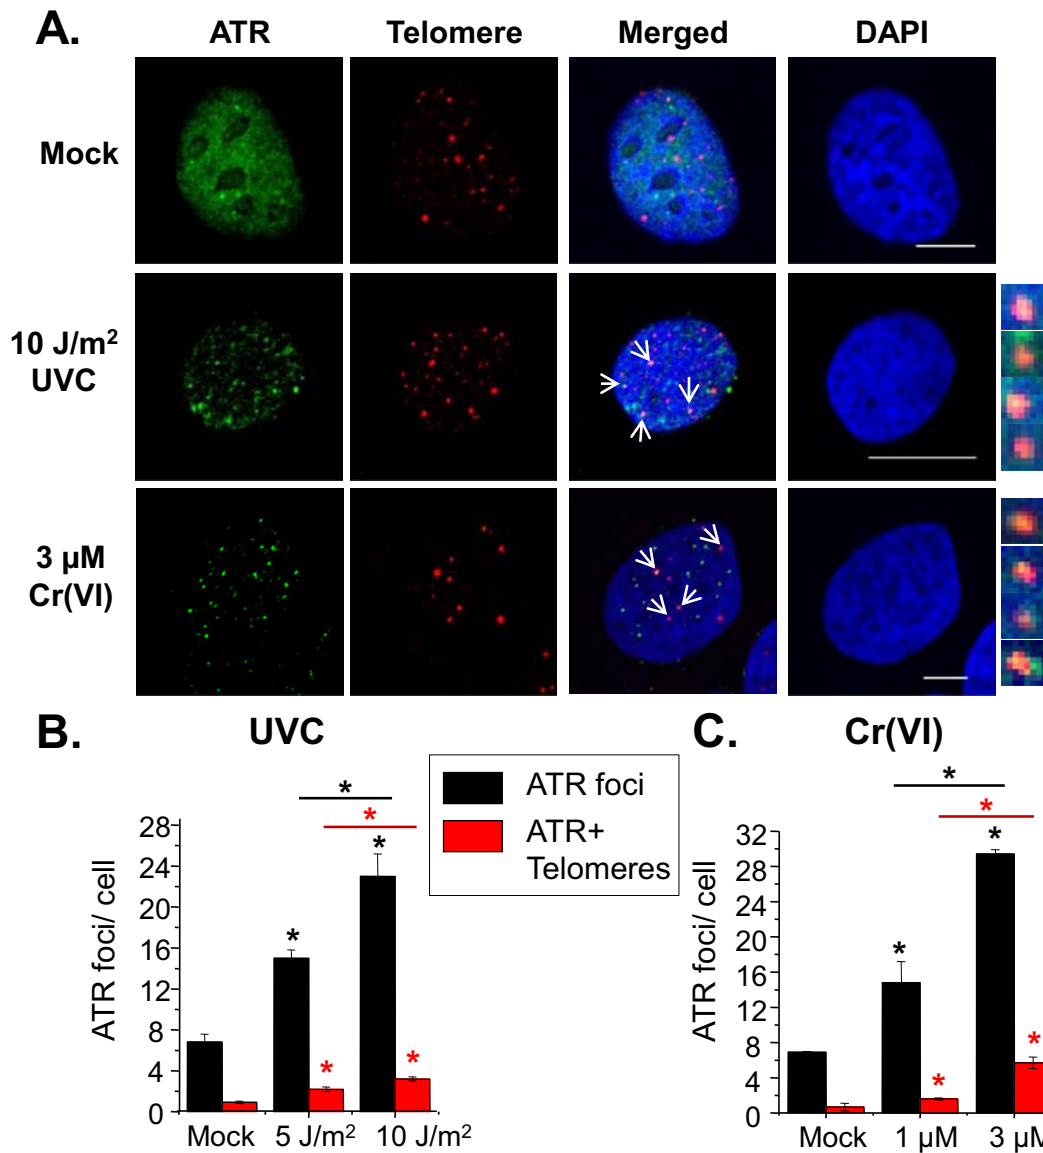 A.
ATR
Telomere
Merged
DAPI
Mock
10 J/m²
UVC
3 µM
Cr(VI)
B.
UVC
C.
Cr(VI)
ATR foci
ATR+
Telomeres
*
*
*
*
*
*
ATR foci/ cell
28
24
20
16
12
8
4
0
Mock
5 J/m²
10 J/m²
*
*
*
*
*
*
ATR foci/ cell
32
28
24
20
16
12
8
4
0
Mock
1 µM
3 µM